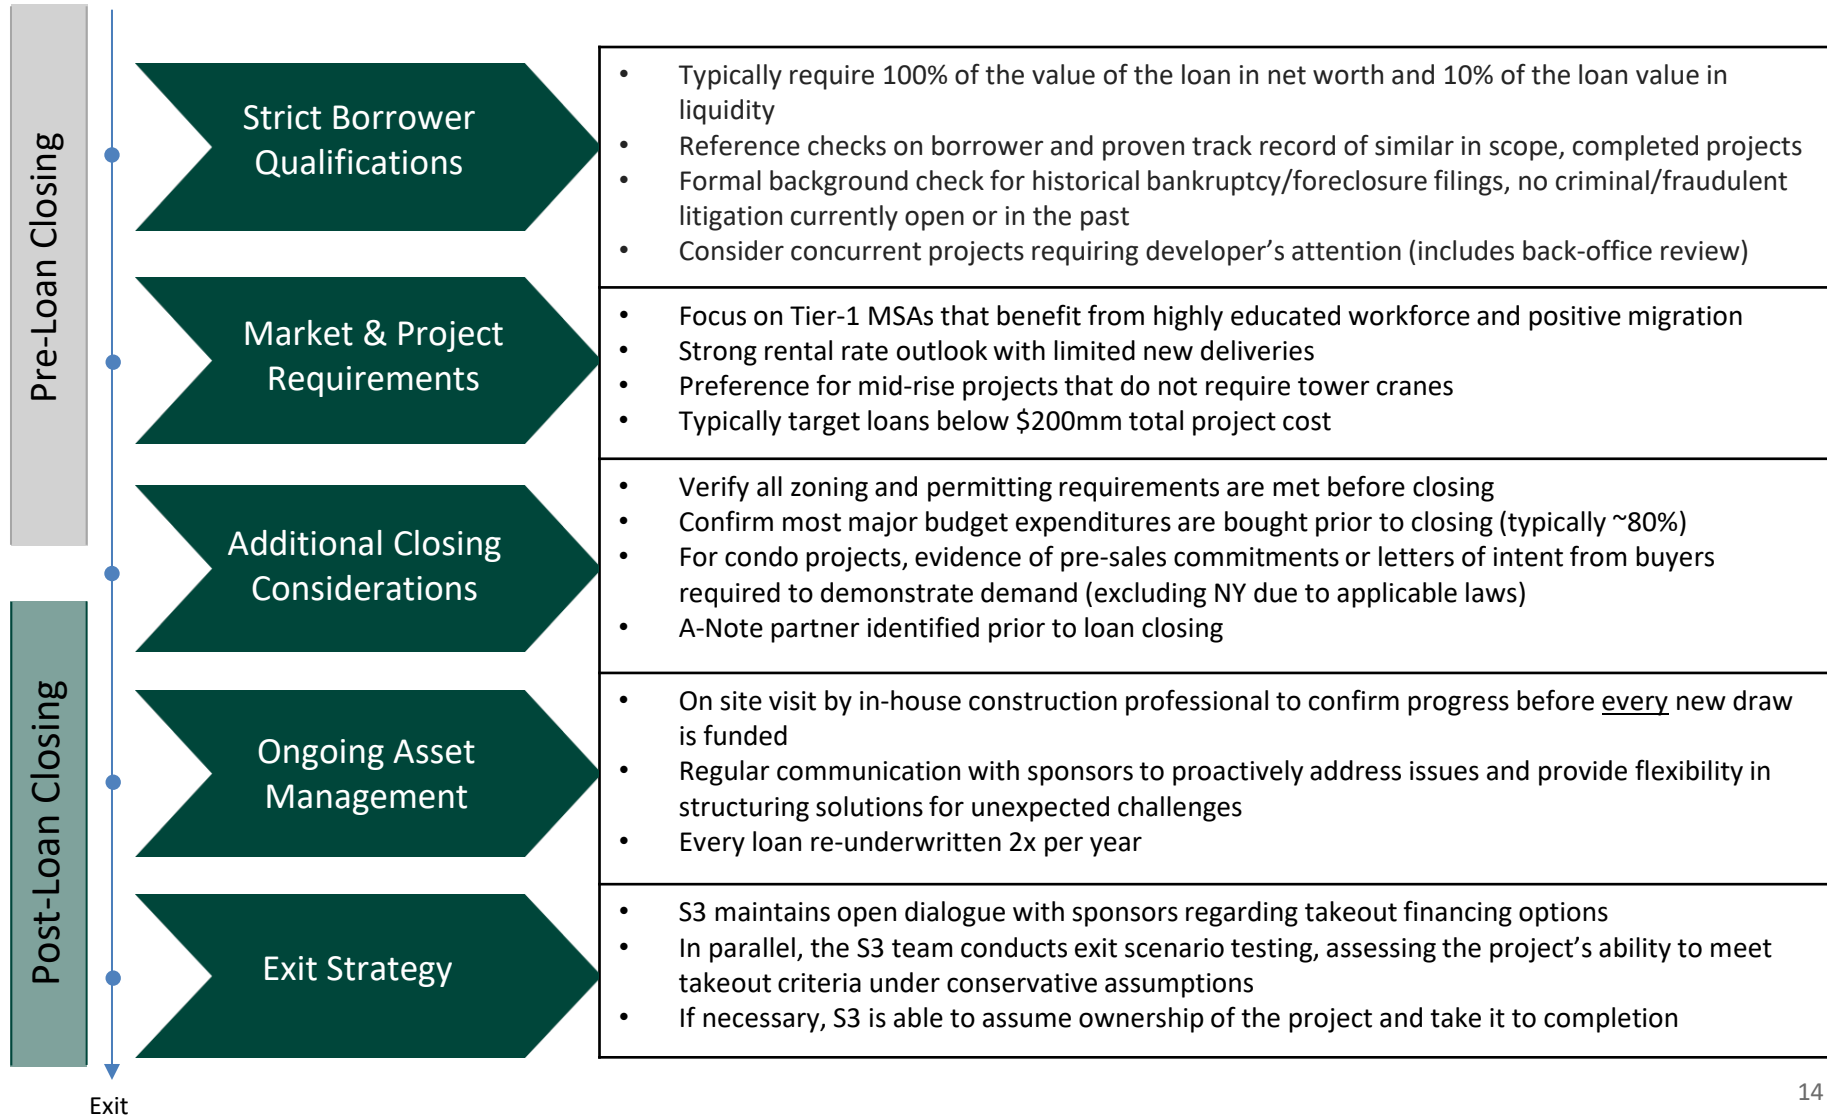 Pre-Loan Closing
Strict Borrower
Qualifications
• Typically require 100% of the value of the loan in net worth and 10% of the loan value in
liquidity
• Reference checks on borrower and proven track record of similar in scope, completed projects
• Formal background check for historical bankruptcy/foreclosure filings, no criminal/fraudulent
litigation currently open or in the past
• Consider concurrent projects requiring developer’s attention (includes back-office review)
Market & Project
Requirements
• Focus on Tier-1 MSAs that benefit from highly educated workforce and positive migration
• Strong rental rate outlook with limited new deliveries
• Preference for mid-rise projects that do not require tower cranes
• Typically target loans below $200mm total project cost
Additional Closing
Considerations
• Verify all zoning and permitting requirements are met before closing
• Confirm most major budget expenditures are bought prior to closing (typically ~80%)
• For condo projects, evidence of pre-sales commitments or letters of intent from buyers
required to demonstrate demand (excluding NY due to applicable laws)
• A-Note partner identified prior to loan closing
Post-Loan Closing
Ongoing Asset
Management
• On site visit by in-house construction professional to confirm progress before every new draw
is funded
• Regular communication with sponsors to proactively address issues and provide flexibility in
structuring solutions for unexpected challenges
• Every loan re-underwritten 2x per year
Exit Strategy
• S3 maintains open dialogue with sponsors regarding takeout financing options
• In parallel, the S3 team conducts exit scenario testing, assessing the project’s ability to meet
takeout criteria under conservative assumptions
• If necessary, S3 is able to assume ownership of the project and take it to completion
Exit
14